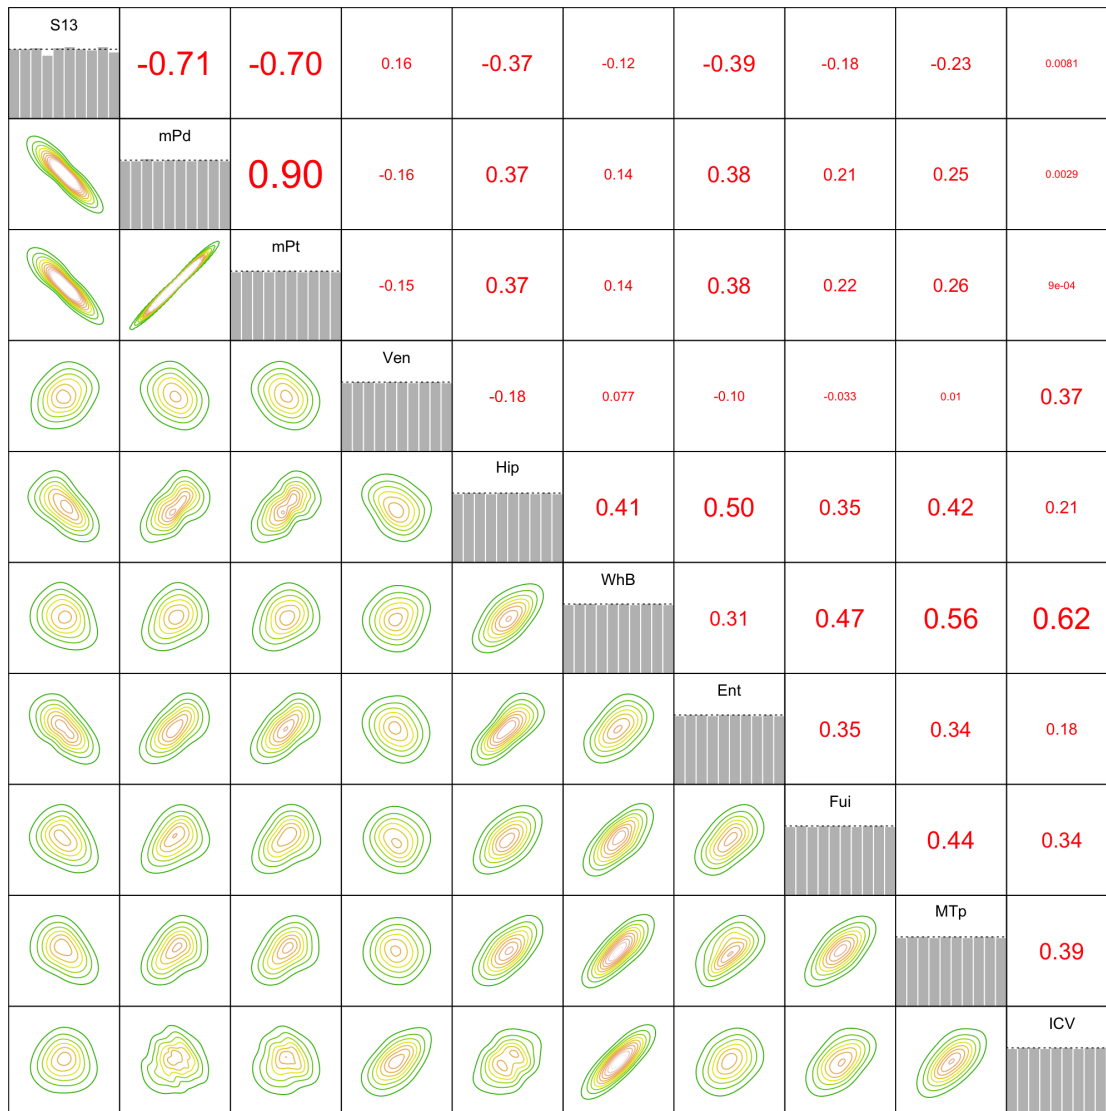 S13
-0.71 -0.70 0.16 -0.37 -0.12 -0.39 -0.18 -0.23 0.0081
mPd
0.90 -0.16 0.37 0.14 0.38 0.21 0.25 0.0029
mPt
-0.15 0.37 0.14 0.38 0.22 0.26 9e-04
Ven
-0.18 0.077 -0.10 -0.033 0.01 0.37
Hip
0.41 0.50 0.35 0.42 0.21
WhB
0.31 0.47 0.56 0.62
Ent
0.35 0.34 0.18
Fui
0.44 0.34
MTp
0.39
ICV